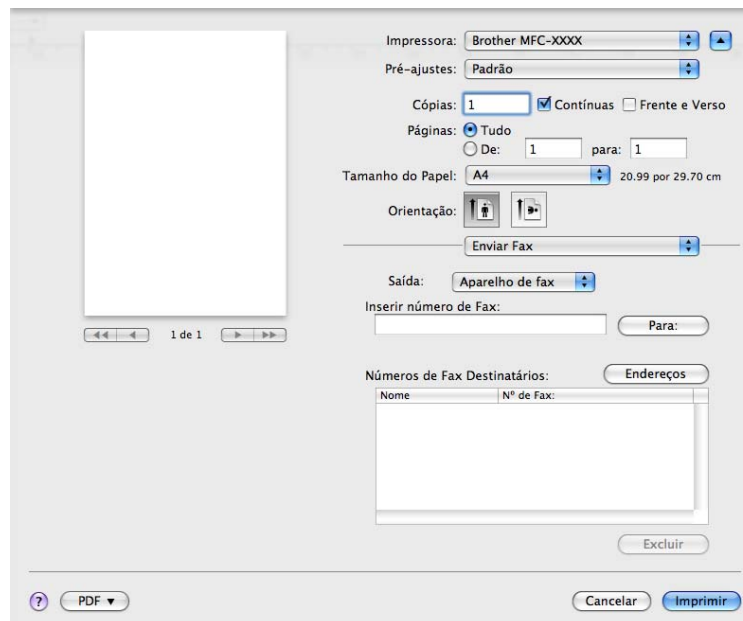 Impressora: Brother MFC-XXXX
Pré-ajustes: Padrão
Cópias: 1 Contínuas Frente e Verso
Páginas: Tudo
De: 1 para: 1
Tamanho do Papel: A4 20.99 por 29.70 cm
Orientação:
Enviar Fax
Saída: Aparelho de fax
Inserir número de Fax:
Para:
1 de 1
Números de Fax Destinatários: Endereços
Nome Nº de Fax:
Excluir
? PDF ▼ Cancelar Imprimir